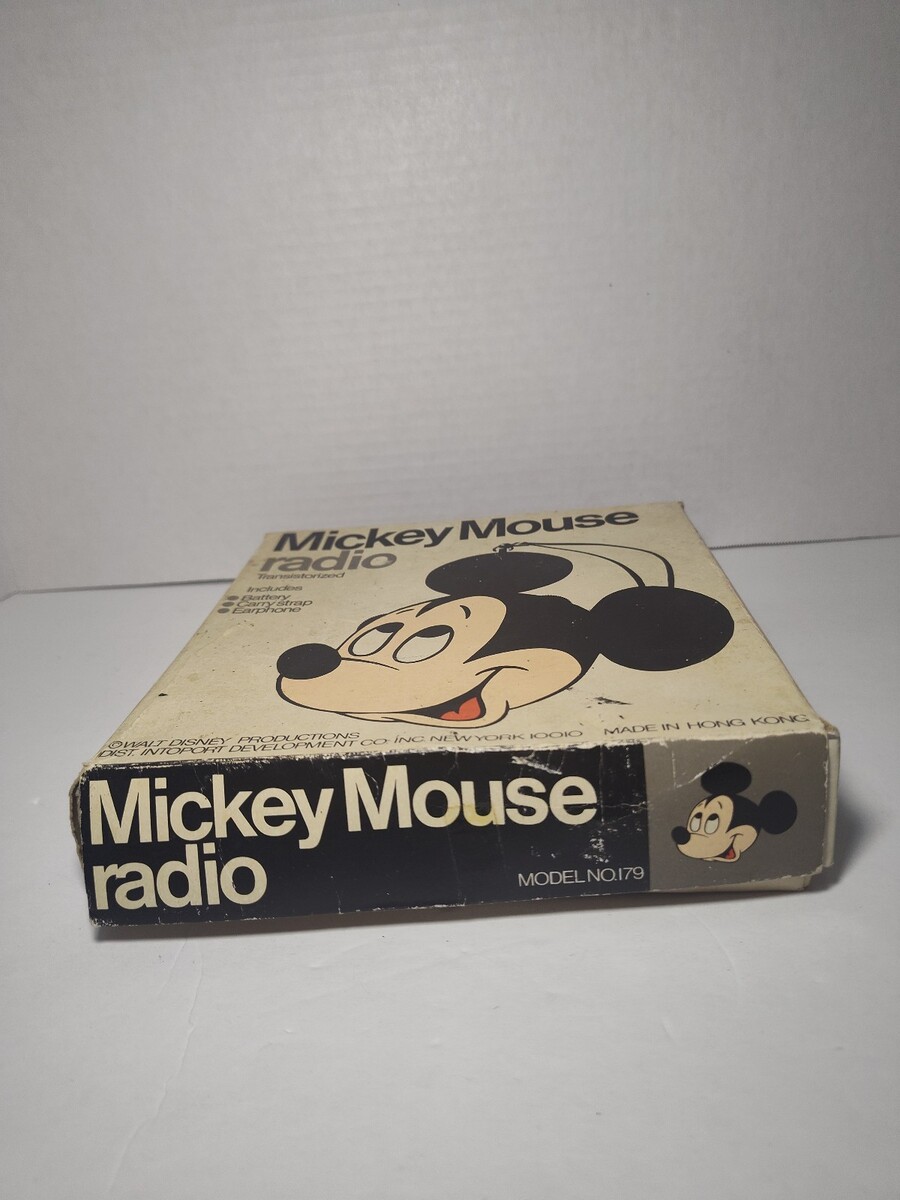 Mickey Mouse
radio
Transistorized
Includes
● Battery
● Carry strap
● Earphone
©WALT DISNEY PRODUCTIONS
DIST. INTOPORT DEVELOPMENT CO. INC. NEW YORK 10010 MADE IN HONG KONG
Mickey Mouse
radio
MODEL NO.179